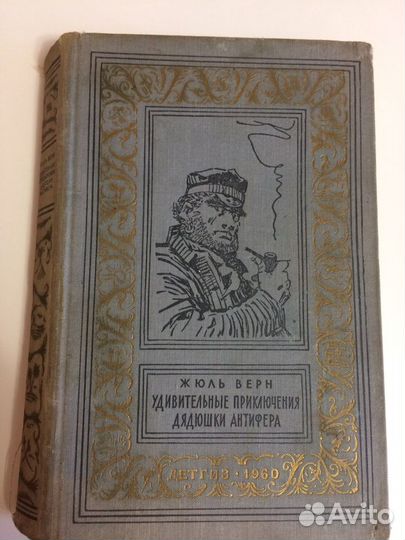 ЖЮЛЬ ВЕРН
УДИВИТЕЛЬНЫЕ ПРИКЛЮЧЕНИЯ
ДЯДЮШКИ АНТИФЕРА
ДЕТГИЗ • 1960
Avito